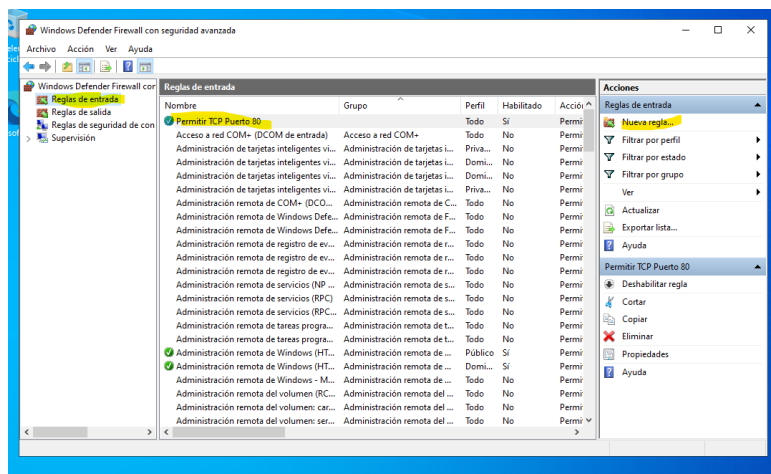 Windows Defender Firewall con seguridad avanzada
Archivo Acción Ver Ayuda
Windows Defender Firewall cor
Reglas de entrada
Reglas de salida
Reglas de seguridad de con
Supervisión
Reglas de entrada
Nombre Grupo Perfil Habilitado Acció
Permitir TCP Puerto 80 Todo Sí Permi
Acceso a red COM+ (DCOM de entrada) Acceso a red COM+ Todo No Permi
Administración de tarjetas inteligentes vi... Administración de tarjetas i... Priva... No Permi
Administración de tarjetas inteligentes vi... Administración de tarjetas i... Domi... No Permi
Administración de tarjetas inteligentes vi... Administración de tarjetas i... Domi... No Permi
Administración de tarjetas inteligentes vi... Administración de tarjetas i... Priva... No Permi
Administración remota de COM+ (DCO... Administración remota de C... Todo No Permi
Administración remota de Windows Defe... Administración remota de F... Todo No Permi
Administración remota de Windows Defe... Administración remota de F... Todo No Permi
Administración remota de registro de ev... Administración remota de r... Todo No Permi
Administración remota de registro de ev... Administración remota de r... Todo No Permi
Administración remota de registro de ev... Administración remota de r... Todo No Permi
Administración remota de servicios (NP ... Administración remota de s... Todo No Permi
Administración remota de servicios (RPC) Administración remota de s... Todo No Permi
Administración remota de servicios (RPC... Administración remota de s... Todo No Permi
Administración remota de tareas progra... Administración remota de t... Todo No Permi
Administración remota de tareas progra... Administración remota de t... Todo No Permi
Administración remota de Windows (HT... Administración remota de ... Público Sí Permi
Administración remota de Windows (HT... Administración remota de ... Domi... Sí Permi
Administración remota de Windows - M... Administración remota de ... Todo No Permi
Administración remota del volumen (RC... Administración remota del ... Todo No Permi
Administración remota del volumen: car... Administración remota del ... Todo No Permi
Administración remota del volumen: ser... Administración remota del ... Todo No Permi
Acciones
Reglas de entrada
Nueva regla...
Filtrar por perfil
Filtrar por estado
Filtrar por grupo
Ver
Actualizar
Exportar lista...
Ayuda
Permitir TCP Puerto 80
Deshabilitar regla
Cortar
Copiar
Eliminar
Propiedades
Ayuda